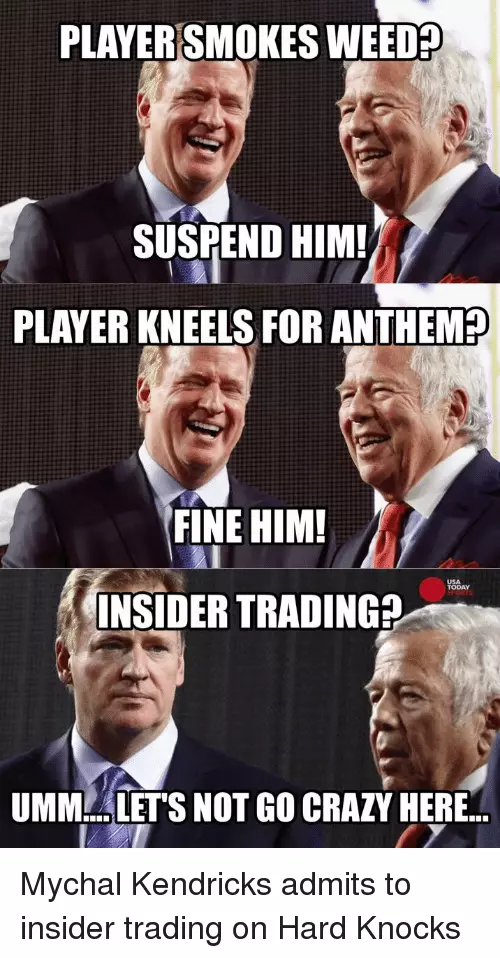 PLAYER SMOKES WEED?
SUSPEND HIM!
PLAYER KNEELS FOR ANTHEM?
FINE HIM!
USA
TODAY
SPORTS
INSIDER TRADING?
UMM.... LET'S NOT GO CRAZY HERE...
Mychal Kendricks admits to
insider trading on Hard Knocks